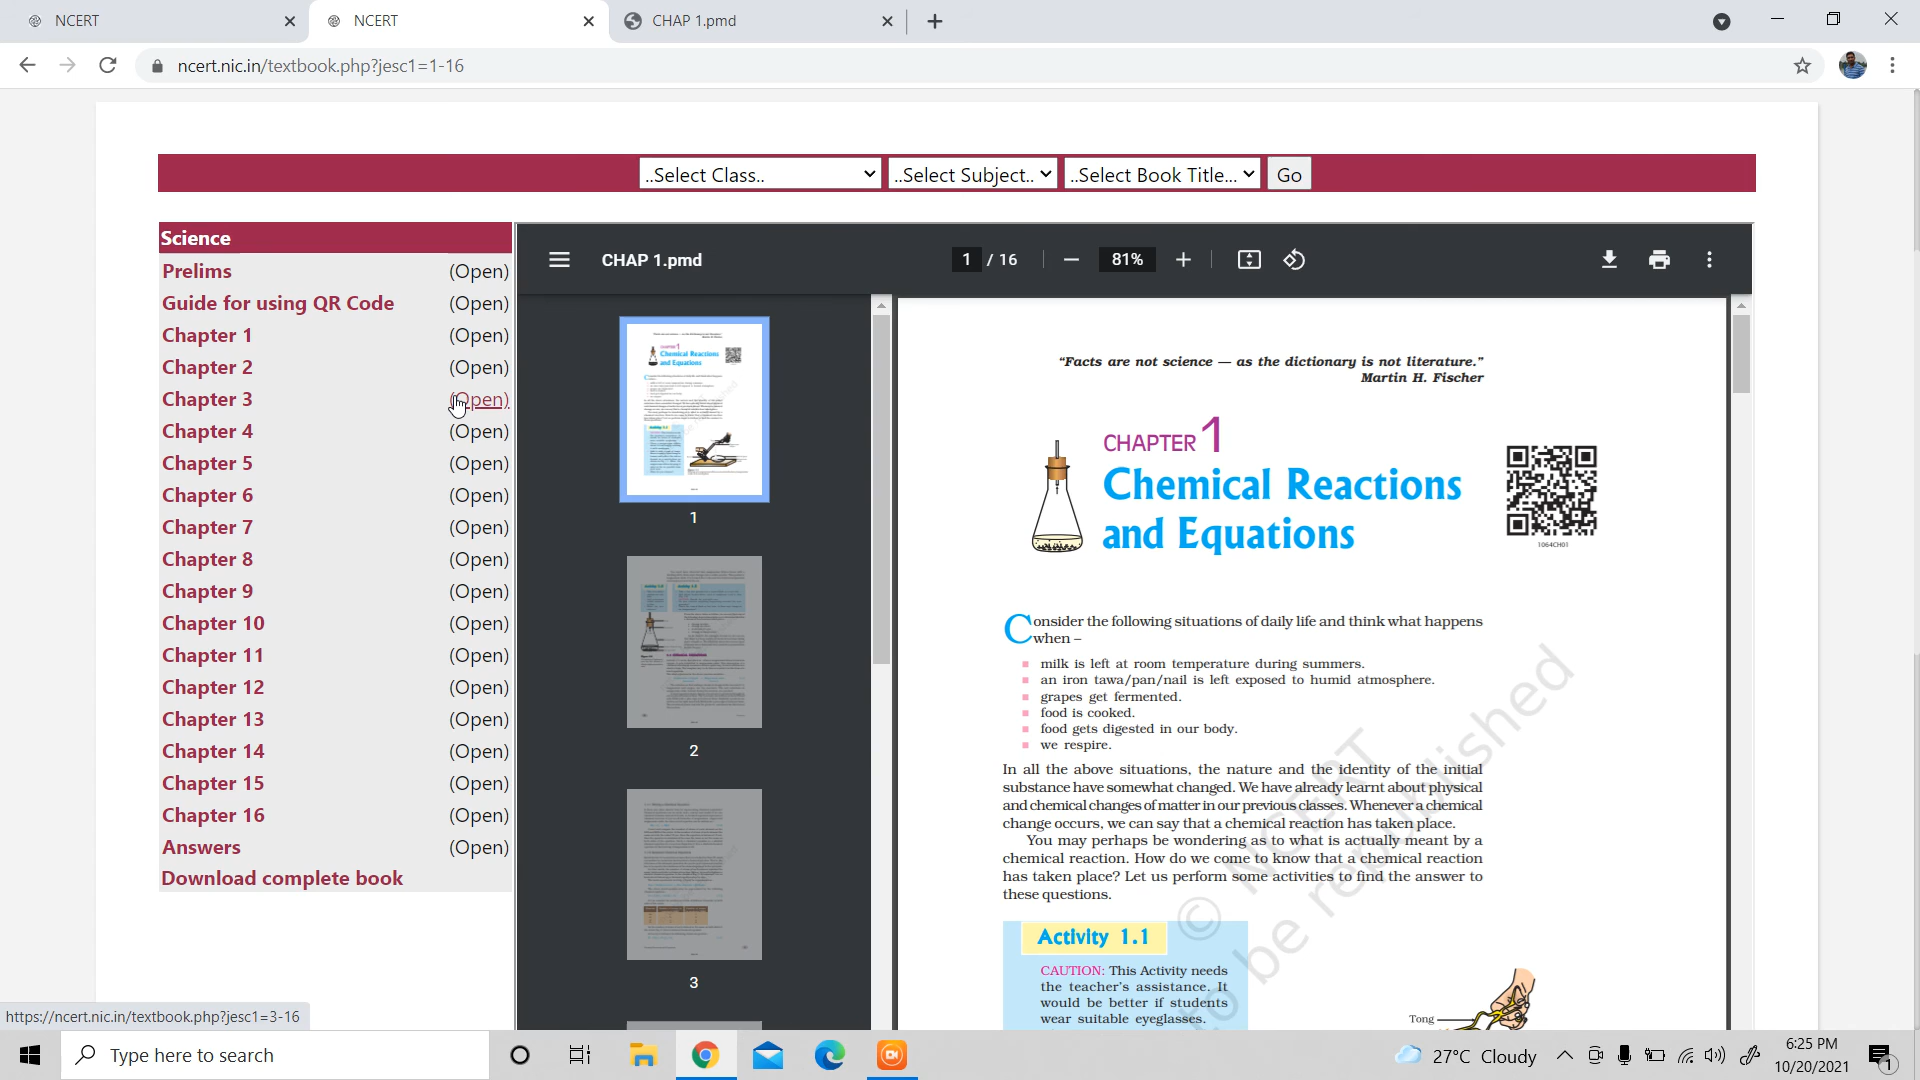 NCERT
NCERT
CHAP 1.pmd
ncert.nic.in/textbook.php?jesc1=1-16
..Select Class..
..Select Subject..
..Select Book Title...
Go
Science
Prelims (Open)
Guide for using QR Code (Open)
Chapter 1 (Open)
Chapter 2 (Open)
Chapter 3 (Open)
Chapter 4 (Open)
Chapter 5 (Open)
Chapter 6 (Open)
Chapter 7 (Open)
Chapter 8 (Open)
Chapter 9 (Open)
Chapter 10 (Open)
Chapter 11 (Open)
Chapter 12 (Open)
Chapter 13 (Open)
Chapter 14 (Open)
Chapter 15 (Open)
Chapter 16 (Open)
Answers (Open)
Download complete book
CHAP 1.pmd
1 / 16
81%
CHAPTER 1
Chemical Reactions
and Equations
1
2
3
"Facts are not science — as the dictionary is not literature."
Martin H. Fischer
CHAPTER 1
Chemical Reactions
and Equations
1064CH01
Consider the following situations of daily life and think what happens
when –
milk is left at room temperature during summers.
an iron tawa/pan/nail is left exposed to humid atmosphere.
grapes get fermented.
food is cooked.
food gets digested in our body.
we respire.
In all the above situations, the nature and the identity of the initial
substance have somewhat changed. We have already learnt about physical
and chemical changes of matter in our previous classes. Whenever a chemical
change occurs, we can say that a chemical reaction has taken place.
You may perhaps be wondering as to what is actually meant by a
chemical reaction. How do we come to know that a chemical reaction
has taken place? Let us perform some activities to find the answer to
these questions.
© NCERT
to be republished
Activity 1.1
CAUTION: This Activity needs
the teacher's assistance. It
would be better if students
wear suitable eyeglasses.
Tong
https://ncert.nic.in/textbook.php?jesc1=3-16
Type here to search
27°C Cloudy
6:25 PM
10/20/2021
1